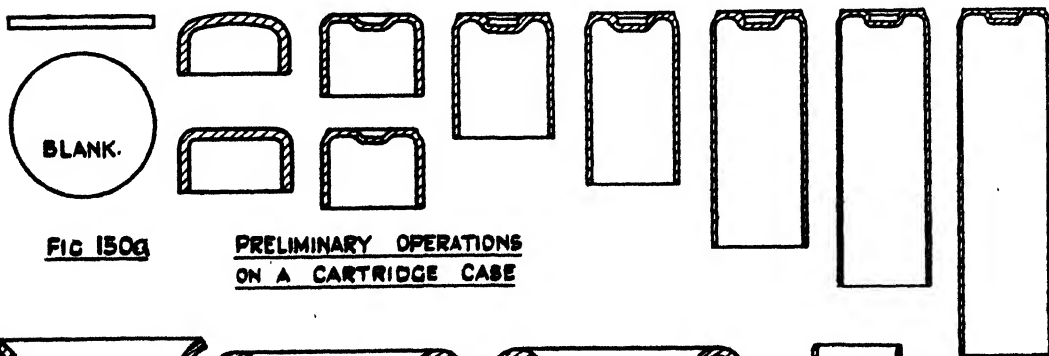 BLANK.
FIG 150a
PRELIMINARY OPERATIONS
ON A CARTRIDGE CASE